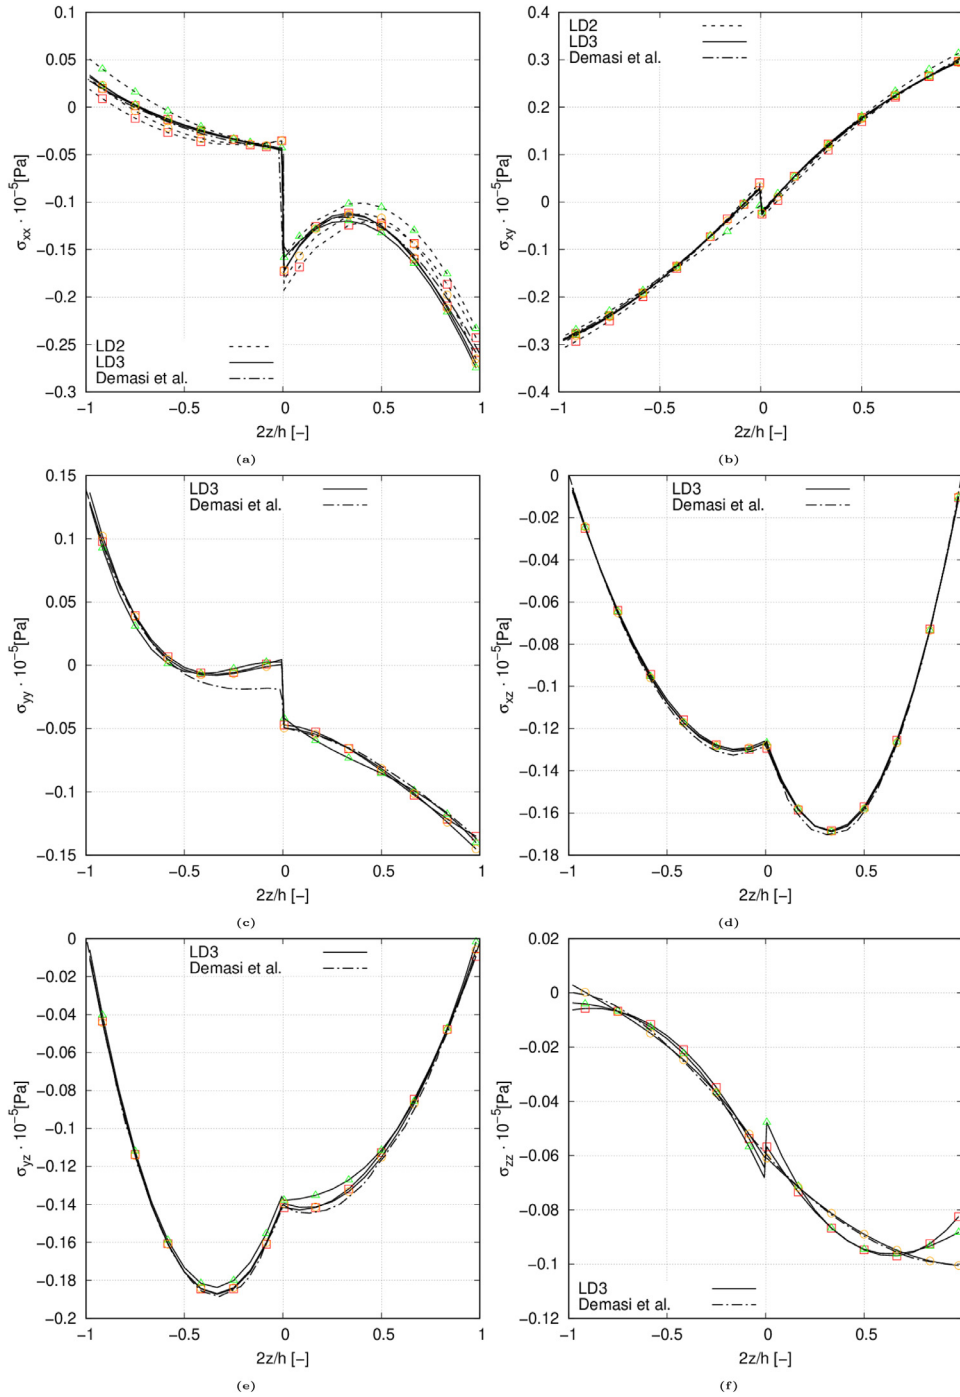 0.1
0.05
0
−0.05
−0.1
−0.15
−0.2
−0.25
−0.3
σxx · 10⁻⁵[Pa]
LD2
LD3
Demasi et al.
−1
−0.5
0
0.5
1
2z/h [−]
(a)
0.4
0.3
0.2
0.1
0
−0.1
−0.2
−0.3
−0.4
σxy · 10⁻⁵[Pa]
LD2
LD3
Demasi et al.
−1
−0.5
0
0.5
2z/h [−]
(b)
0.15
0.1
0.05
0
−0.05
−0.1
−0.15
σyy · 10⁻⁵[Pa]
LD3
Demasi et al.
−1
−0.5
0
0.5
1
2z/h [−]
(c)
0
−0.02
−0.04
−0.06
−0.08
−0.1
−0.12
−0.14
−0.16
−0.18
σxz · 10⁻⁵[Pa]
LD3
Demasi et al.
−1
−0.5
0
0.5
2z/h [−]
(d)
0
−0.02
−0.04
−0.06
−0.08
−0.1
−0.12
−0.14
−0.16
−0.18
−0.2
σyz · 10⁻⁵[Pa]
LD3
Demasi et al.
−1
−0.5
0
0.5
1
2z/h [−]
(e)
0.02
0
−0.02
−0.04
−0.06
−0.08
−0.1
−0.12
σzz · 10⁻⁵[Pa]
LD3
Demasi et al.
−1
−0.5
0
0.5
2z/h [−]
(f)